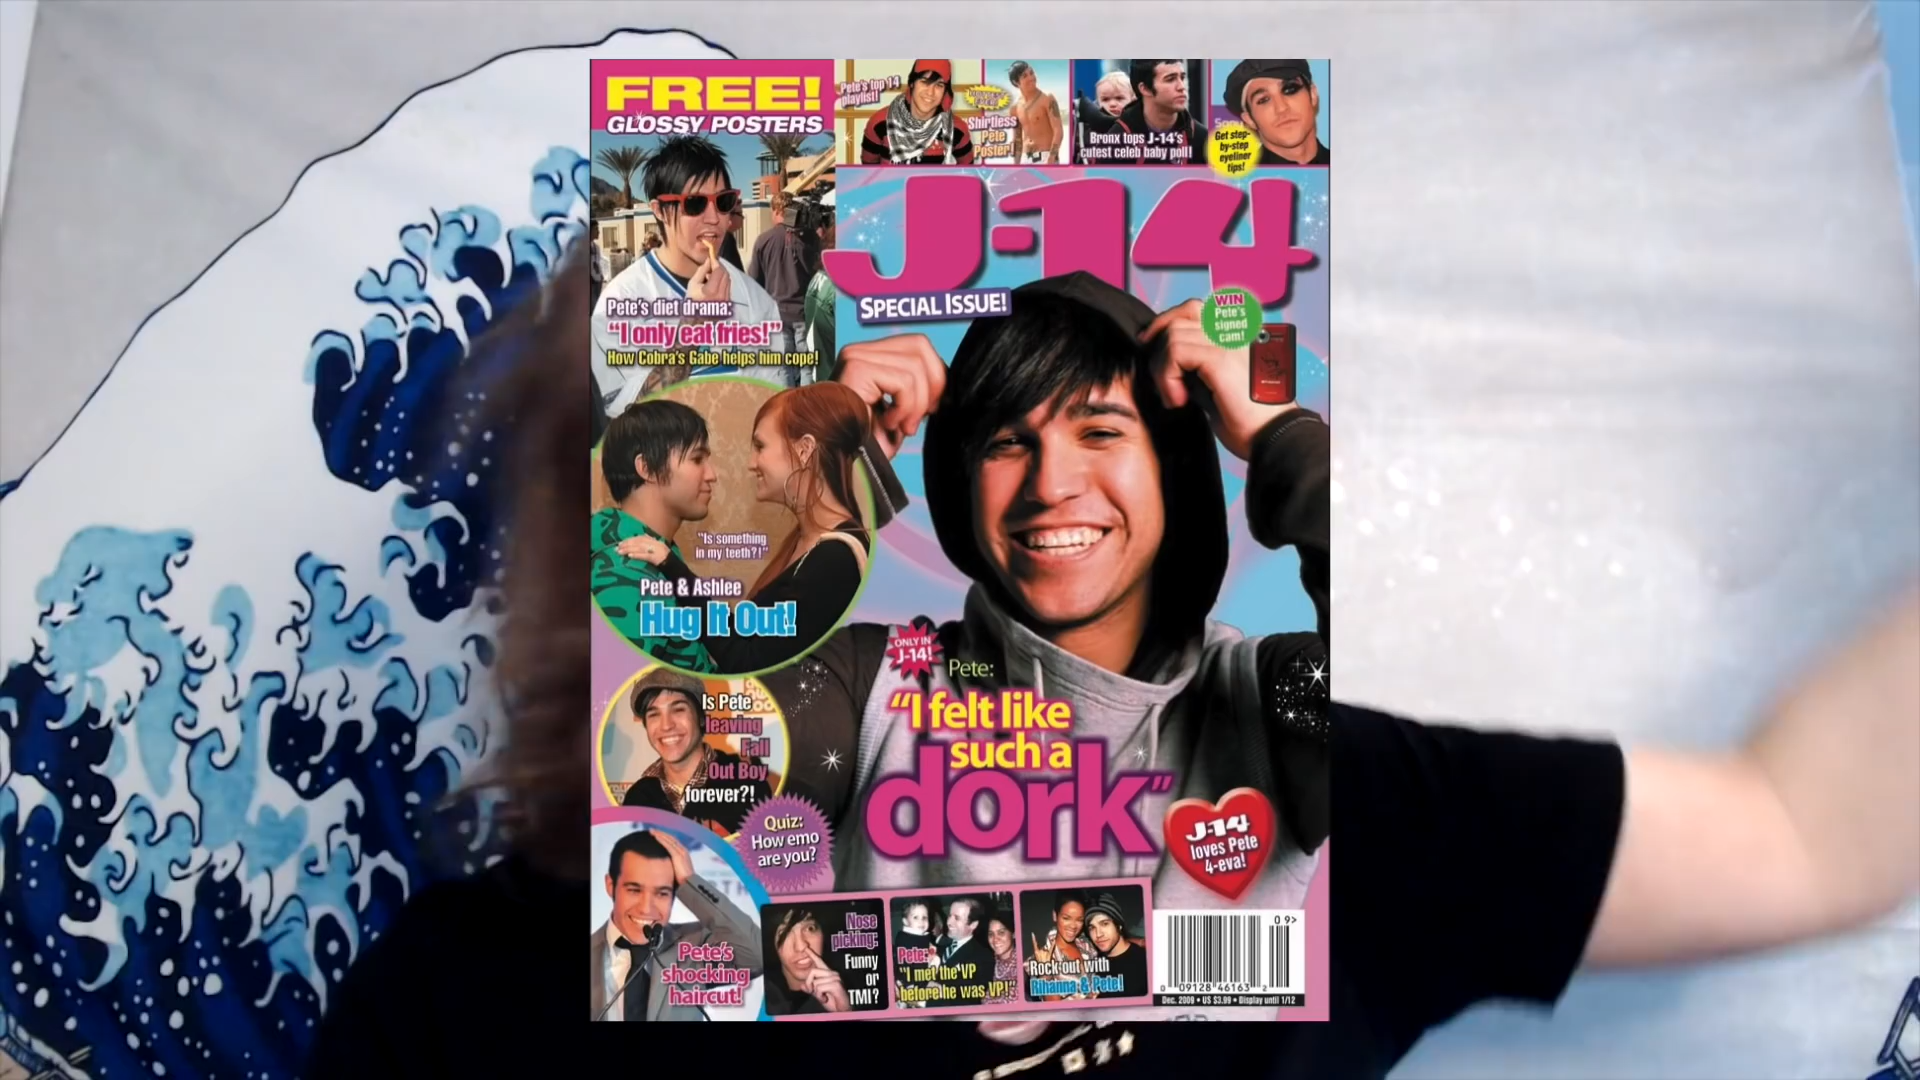 FREE!
GLOSSY POSTERS
Pete's top 14
playlist!
Shirtless
Pete
Poster!
Bronx tops J-14's
cutest celeb baby poll!
Get step-
by-step
eyeliner
tips!
J-14
SPECIAL ISSUE!
WIN
Pete's
signed
cam!
Pete's diet drama:
"I only eat fries!"
How Cobra's Gabe helps him cope!
"Is something
in my teeth?!"
Pete & Ashlee
Hug It Out!
ONLY IN
J-14!
Pete:
"I felt like
such a
dork"
Is Pete
leaving
Fall
Out Boy
forever?!
Quiz:
How emo
are you?
J-14
loves Pete
4-eva!
Pete's
shocking
haircut!
Nose
picking:
Funny
or
TMI?
Pete:
"I met the VP
before he was VP!"
Rock out with
Rihanna & Pete!
09>
0 09128 46163 2
Dec. 2009 • US $3.99 • Display until 1/12